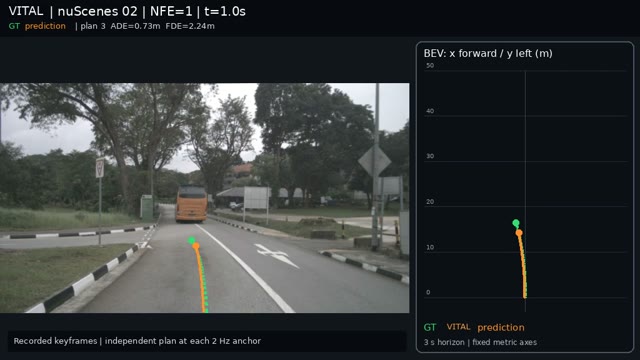 VITAL | nuScenes 02 | NFE=1 | t=1.0s
GT prediction | plan 3 ADE=0.73m FDE=2.24m
BEV: x forward / y left (m)
50
40
30
20
10
0
GT VITAL prediction
3 s horizon | fixed metric axes
Recorded keyframes | independent plan at each 2 Hz anchor